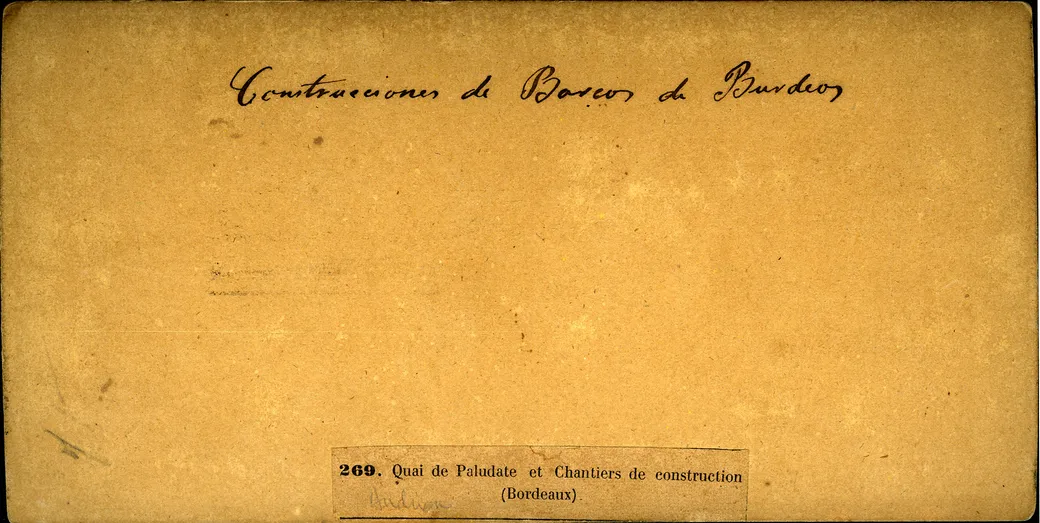 Construcciones de Barcos de Burdeos
269. Quai de Paludate et Chantiers de construction
(Bordeaux)